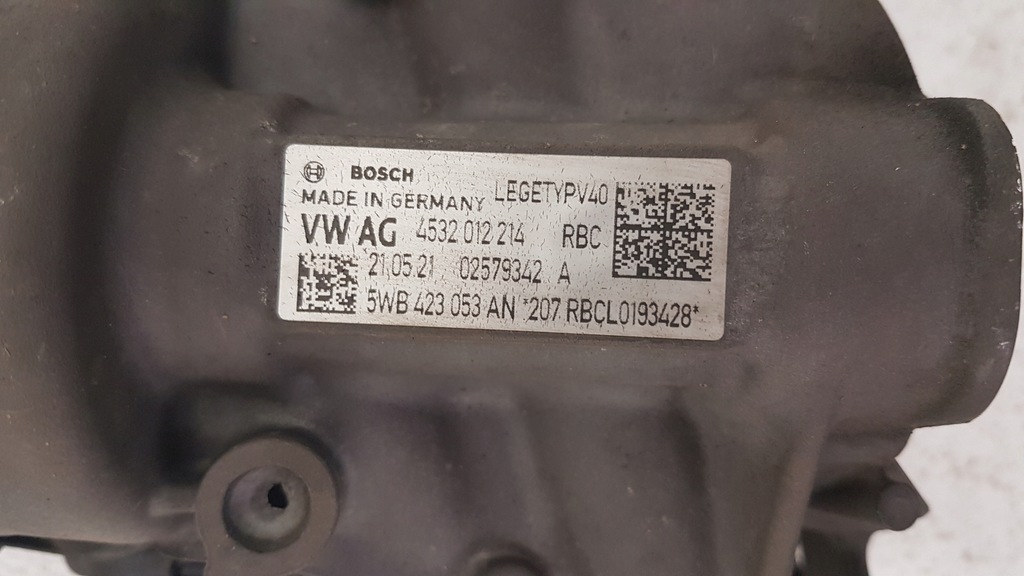 BOSCH LEGETYPV40
MADE IN GERMANY
VW AG 4532 012 214 RBC
21.05.21 02579342 A
5WB 423 053 AN *207 RBCL0193428*